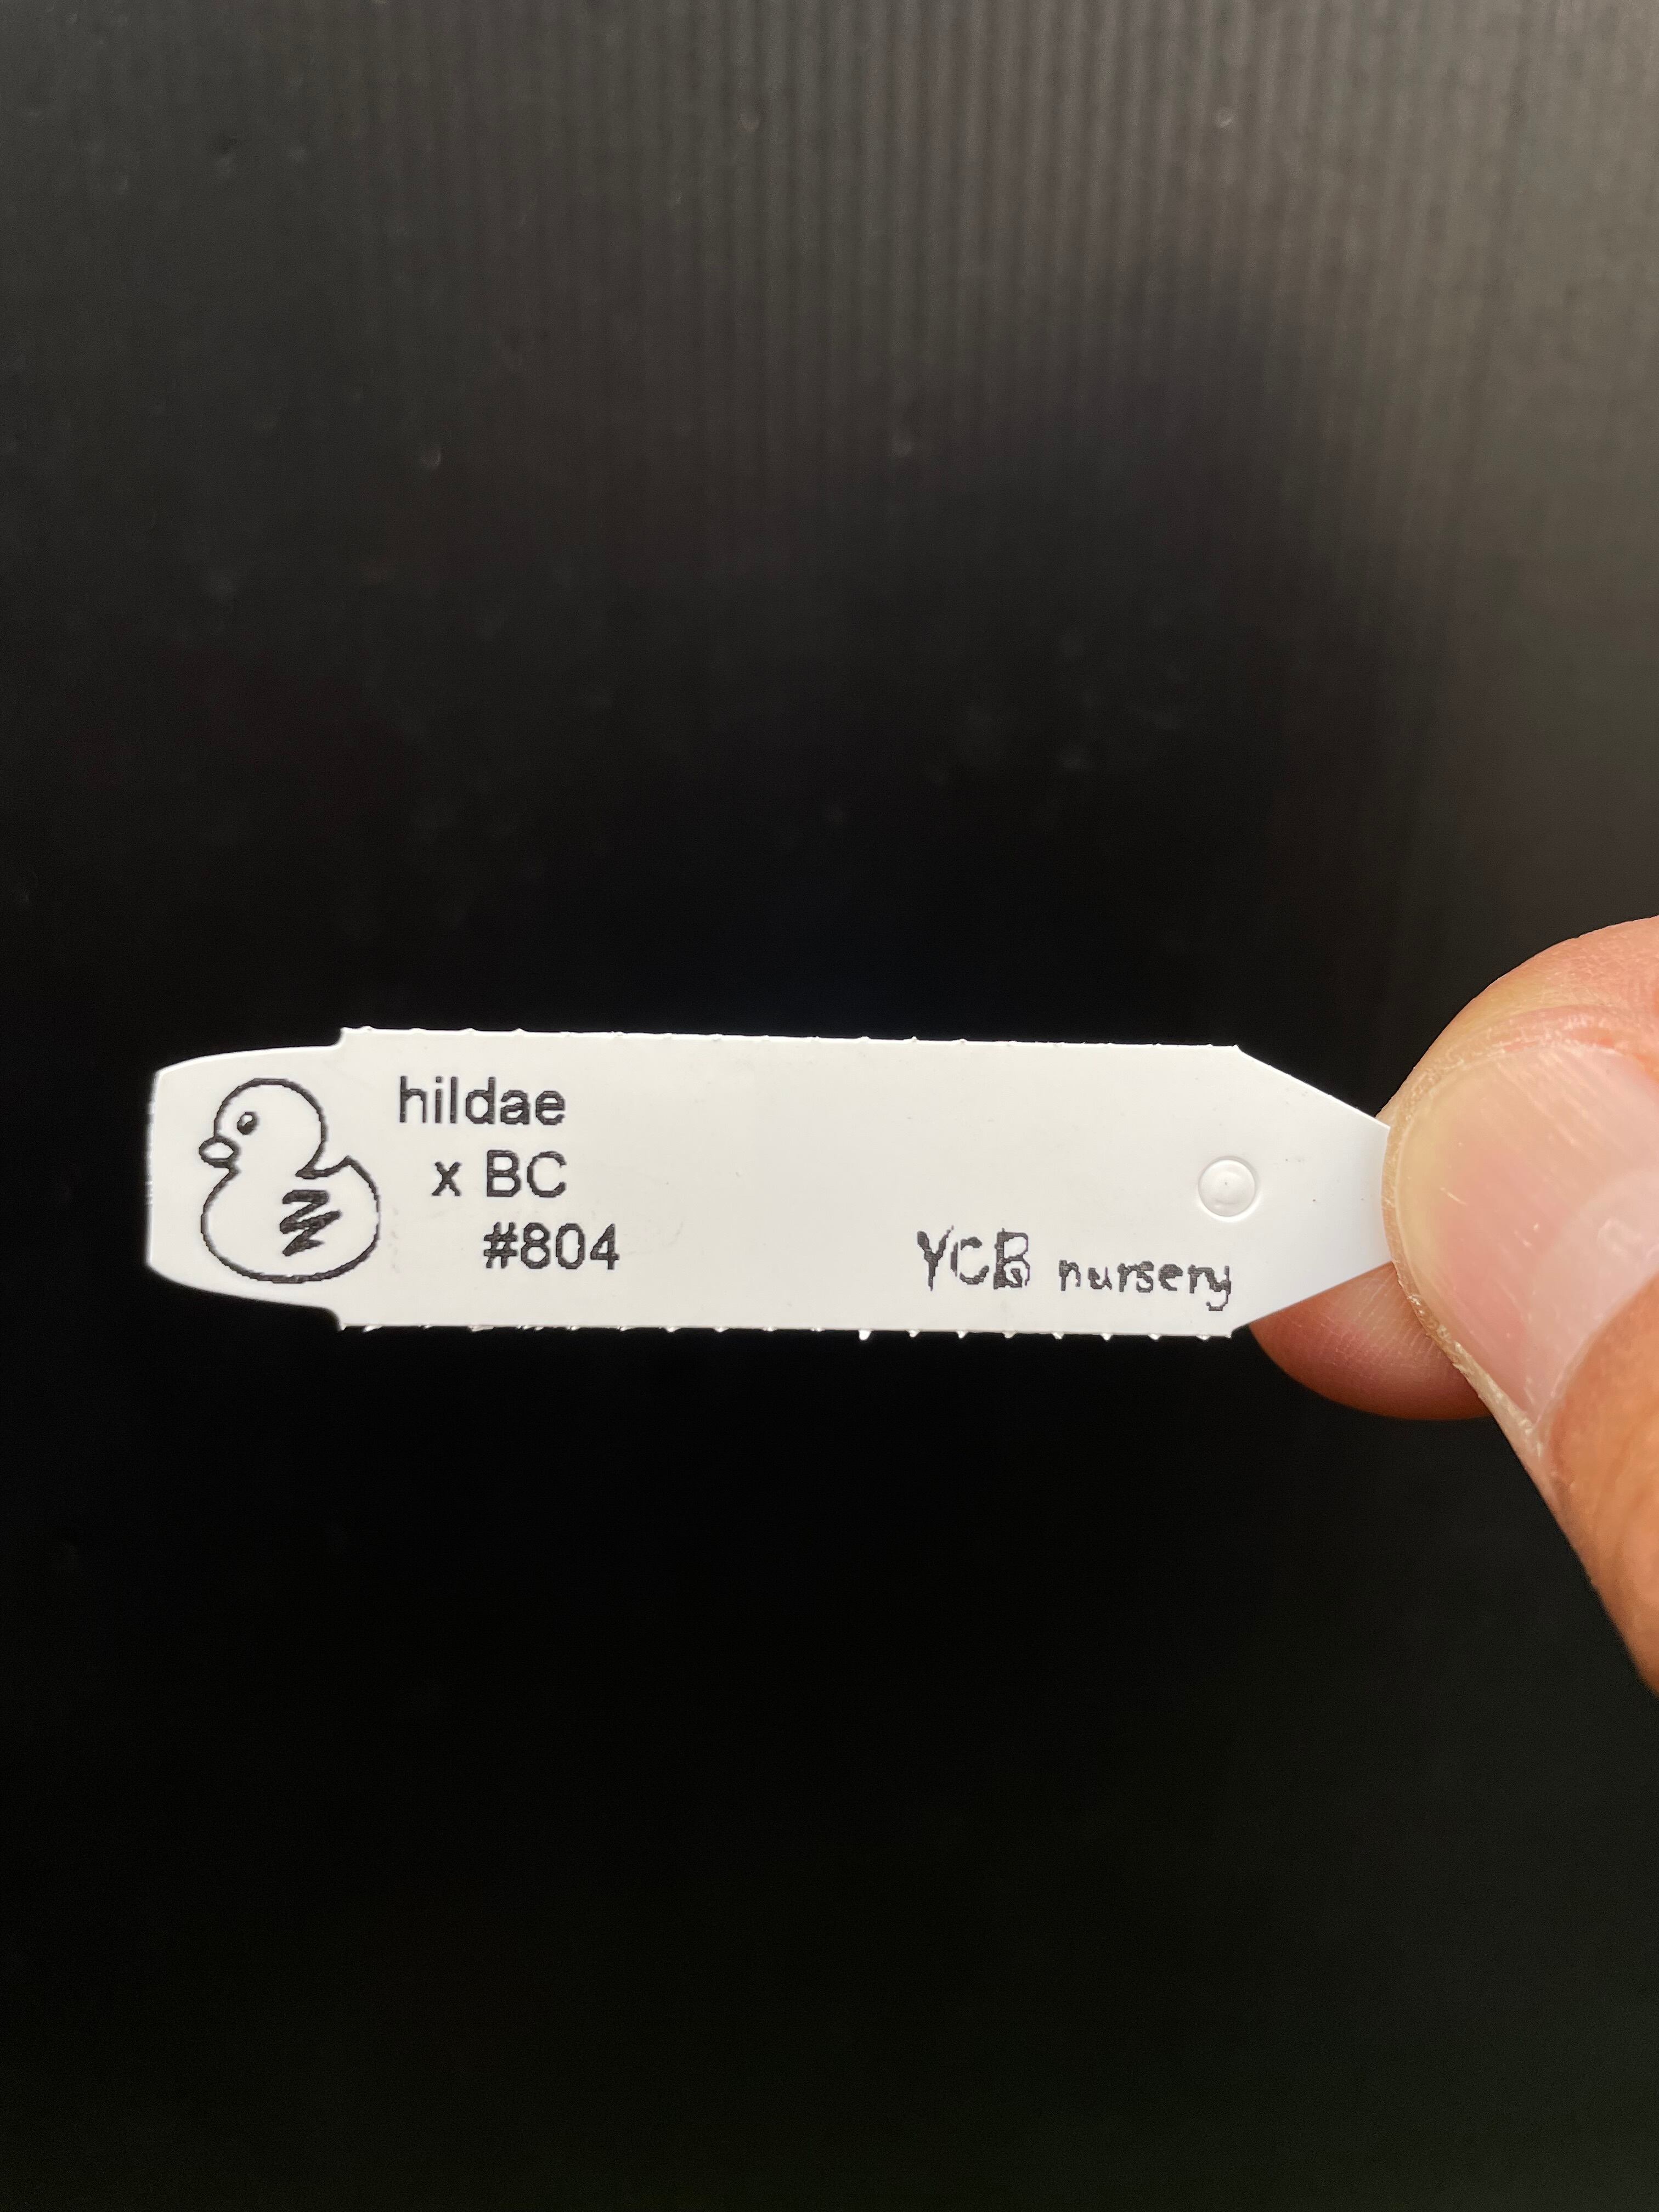 hildae
x BC
#804
YCB nursery